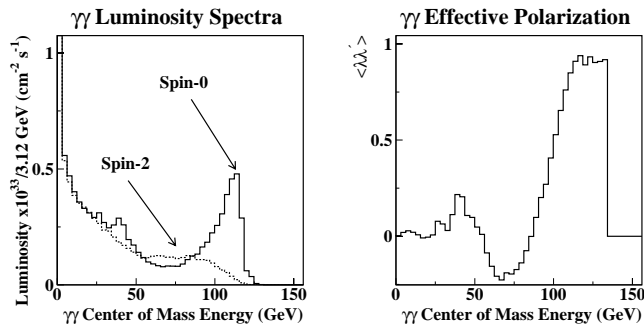 γγ Luminosity Spectra
Luminosity x10³³/3.12 GeV (cm⁻² s⁻¹)
1
0.5
0
Spin-0
Spin-2
0 50 100 150
γγ Center of Mass Energy (GeV)
γγ Effective Polarization
<λλ′>
1
0.5
0
0 50 100 150
γγ Center of Mass Energy (GeV)